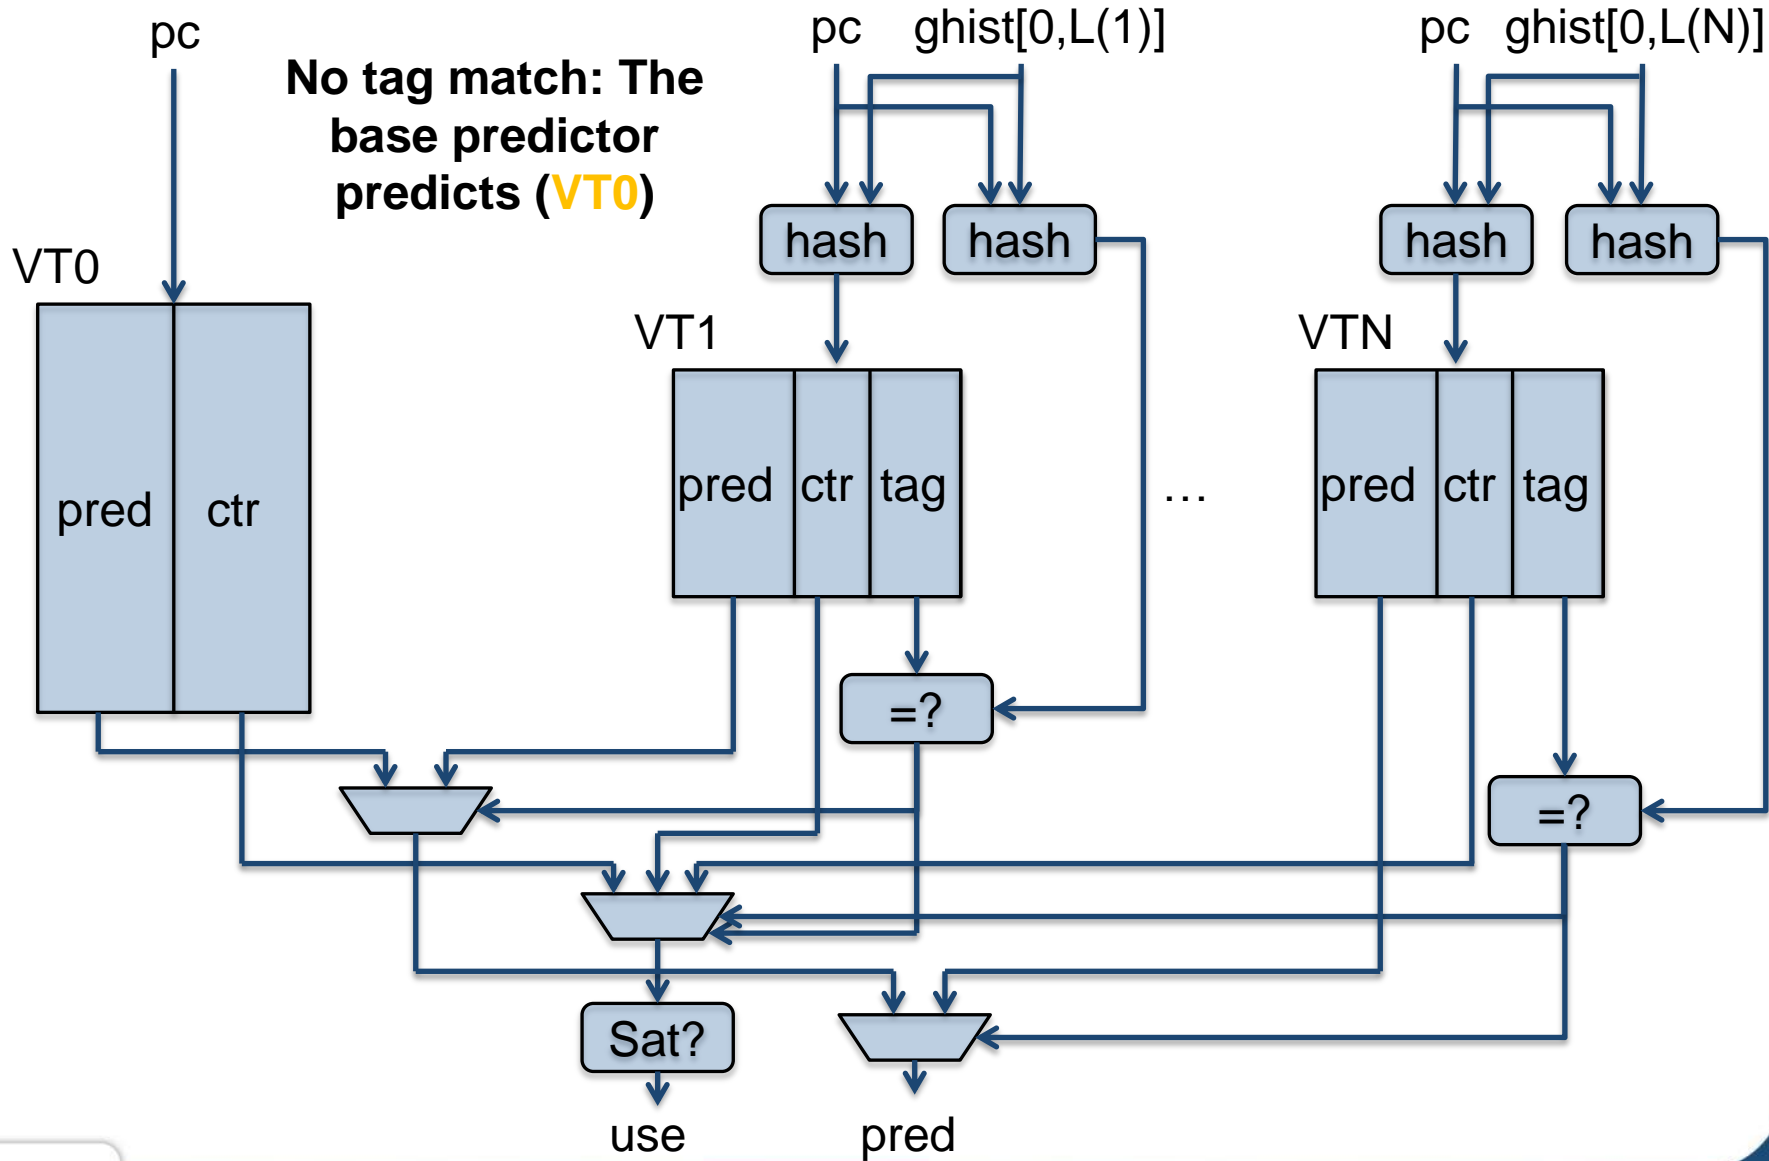 pc
pc ghist[0,L(1)]
pc ghist[0,L(N)]
No tag match: The
base predictor
predicts (VT0)
hash
hash
hash
hash
VT0
VT1
VTN
pred
ctr
pred
ctr
tag
…
pred
ctr
tag
=?
=?
Sat?
use
pred